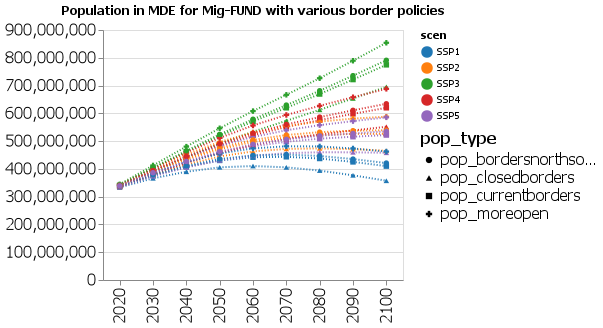 Population in MDE for Mig-FUND with various border policies
900,000,000
800,000,000
700,000,000
600,000,000
500,000,000
400,000,000
300,000,000
200,000,000
100,000,000
0
2020
2030
2040
2050
2060
2070
2080
2090
2100
scen
SSP1
SSP2
SSP3
SSP4
SSP5
pop_type
pop_bordersnorthso...
pop_closedborders
pop_currentborders
pop_moreopen